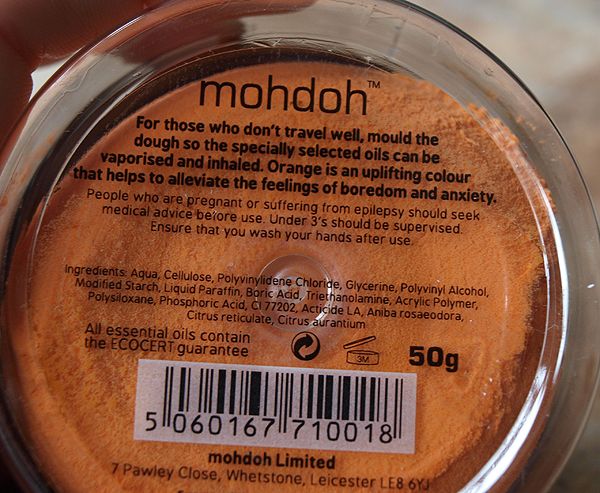 mohdoh™
For those who don't travel well, mould the
dough so the specially selected oils can be
vaporised and inhaled. Orange is an uplifting colour
that helps to alleviate the feelings of boredom and anxiety.
People who are pregnant or suffering from epilepsy should seek
medical advice before use. Under 3's should be supervised.
Ensure that you wash your hands after use.
Ingredients: Aqua, Cellulose, Polyvinylidene Chloride, Glycerine, Polyvinyl Alcohol,
Modified Starch, Liquid Paraffin, Boric Acid, Triethanolamine, Acrylic Polymer,
Polysiloxane, Phosphoric Acid, CI 77202, Acticide LA, Aniba rosaeodora,
Citrus reticulate, Citrus aurantium
All essential oils contain
the ECOCERT guarantee
3M
50g
5 060167 710018
mohdoh Limited
7 Pawley Close, Whetstone, Leicester LE8 6YJ